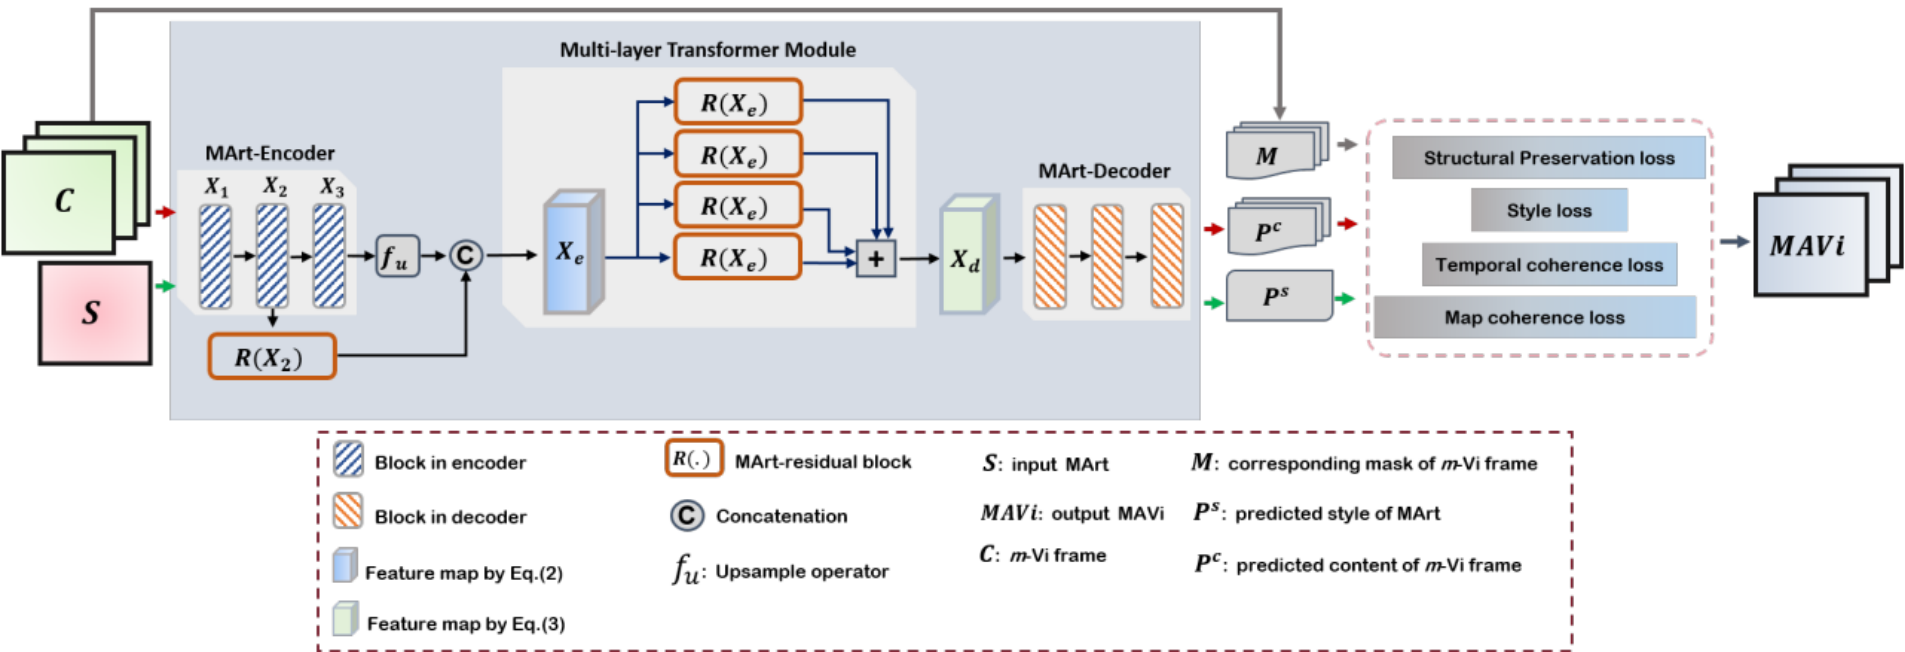 Multi-layer Transformer Module
R(Xₑ)
R(Xₑ)
R(Xₑ)
R(Xₑ)
MArt-Encoder
X₁ X₂ X₃
C
S
fᵤ
C
R(X₂)
Xₑ
+
X_d
MArt-Decoder
M
Pᶜ
Pˢ
Structural Preservation loss
Style loss
Temporal coherence loss
Map coherence loss
MAVi
Block in encoder
Block in decoder
Feature map by Eq.(2)
Feature map by Eq.(3)
R(.) MArt-residual block
C Concatenation
fᵤ: Upsample operator
S: input MArt
MAVi: output MAVi
C: m-Vi frame
M: corresponding mask of m-Vi frame
Pˢ: predicted style of MArt
Pᶜ: predicted content of m-Vi frame